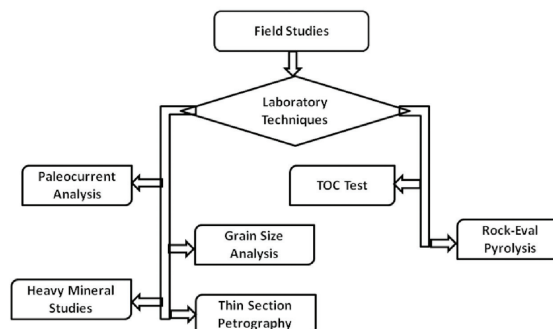 Field Studies
Laboratory
Techniques
Paleocurrent
Analysis
TOC Test
Grain Size
Analysis
Rock-Eval
Pyrolysis
Heavy Mineral
Studies
Thin Section
Petrography